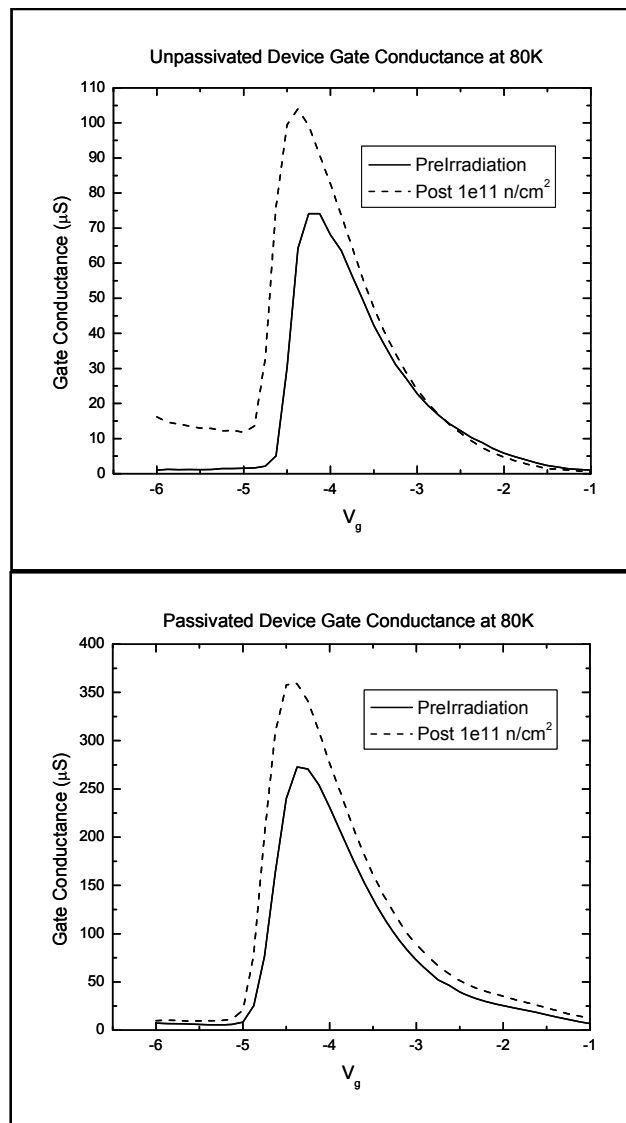 Unpassivated Device Gate Conductance at 80K
110
100
90
80
70
60
50
40
30
20
10
0
Gate Conductance (μS)
PreIrradiation
Post 1e11 n/cm²
-6 -5 -4 -3 -2 -1
Vg
Passivated Device Gate Conductance at 80K
400
350
300
250
200
150
100
50
0
Gate Conductance (μS)
PreIrradiation
Post 1e11 n/cm²
-6 -5 -4 -3 -2 -1
Vg